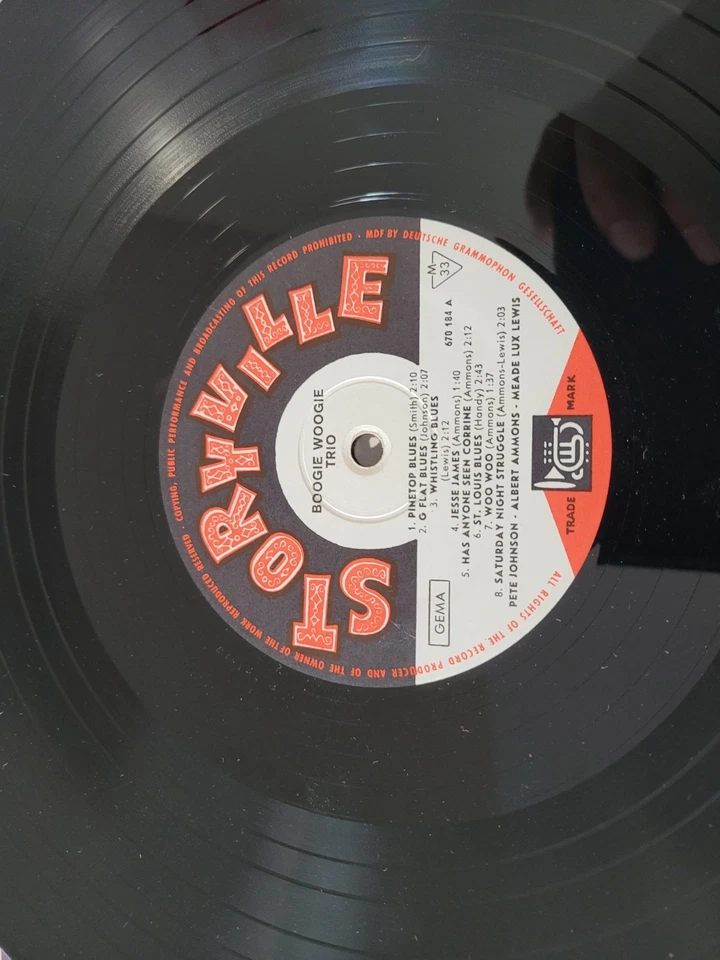 STORYVILLE
BOOGIE WOOGIE
TRIO
M
33
670 184 A
GEMA
1. PINETOP BLUES (Smith) 2:10
2. G FLAT BLUES (Johnson) 2:07
3. WHISTLING BLUES
(Lewis) 2:12
4. JESSE JAMES (Ammons) 1:40
5. HAS ANYONE SEEN CORRINE (Ammons) 2:12
6. ST. LOUIS BLUES (Handy) 2:43
7. WOO WOO (Ammons) 1:37
8. SATURDAY NIGHT STRUGGLE (Ammons-Lewis) 2:03
PETE JOHNSON - ALBERT AMMONS - MEADE LUX LEWIS
TRADE MARK
ALL RIGHTS OF THE RECORD PRODUCER AND OF THE OWNER OF THE WORK REPRODUCED RESERVED · COPYING, PUBLIC PERFORMANCE AND BROADCASTING OF THIS RECORD PROHIBITED · MDF BY DEUTSCHE GRAMMOPHON GESELLSCHAFT